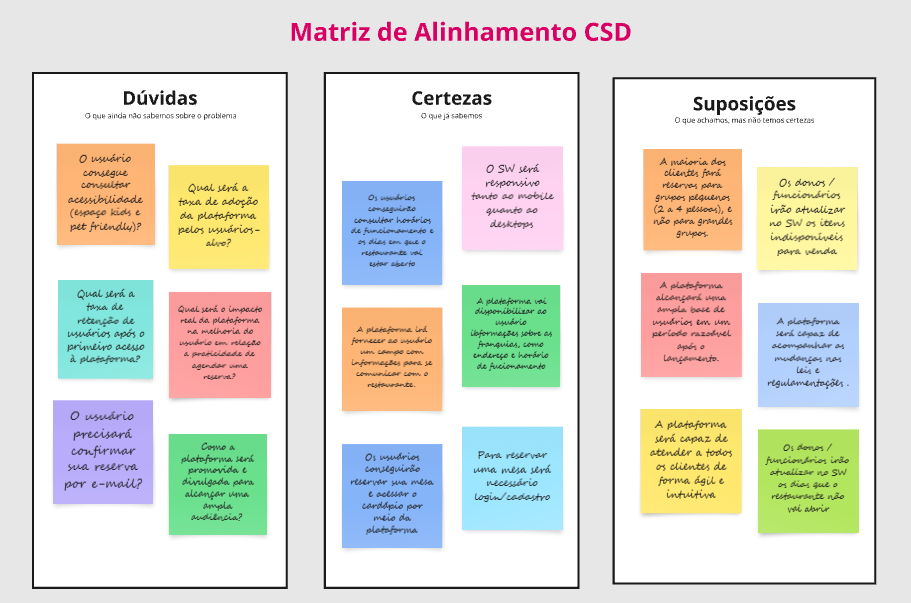 Matriz de Alinhamento CSD
Dúvidas
O que ainda não sabemos sobre o problema
O usuário
consegue
consultar
acessibilidade
(espaço kids e
pet friendly)?
Qual será a
taxa de adoção
da plataforma
pelos usuários-
alvo?
Qual será a
taxa de
retenção de
usuários após o
primeiro acesso
à plataforma?
Qual será o impacto
real da plataforma
na melhoria do
usuário em relação
a praticidade de
agendar uma
reserva?
O usuário
precisará
confirmar
sua reserva
por e-mail?
Como a
plataforma será
promovida e
divulgada para
alcançar uma
ampla
audiência?
Certezas
O que já sabemos
Os usuários
conseguirão
consultar horários
de funcionamento e
os dias em que o
restaurante vai
estar aberto
O SW será
responsivo
tanto ao mobile
quanto ao
desktops
A plataforma irá
fornecer ao usuário
um campo com
informações para se
comunicar com o
restaurante.
A plataforma vai
disponibilizar ao
usuário
ibformações sobre as
franquias, como
endereço e horário
de fucionamento
Os usuários
conseguirão
reservar sua mesa
e acessar o
cardápio por
meio da
plataforma
Para reservar
uma mesa será
necessário
login/cadastro
Suposições
O que achamos, mas não temos certezas
A maioria dos
clientes fará
reservas para
grupos pequenos
(2 a 4 pessoas), e
não para grandes
grupos.
Os donos /
funcionários
irão atualizar
no SW os itens
indisponíveis
para venda
A plataforma
alcançará uma
ampla base de
usuários em um
período razoável
após o
lançamento.
A plataforma
será capaz de
acompanhar as
mudanças nas
leis e
regulamentações .
A plataforma
será capaz de
atender a todos
os clientes de
forma ágil e
intuitiva
Os donos /
funcionários irão
atualizar no SW
os dias que o
restaurante não
vai abrir